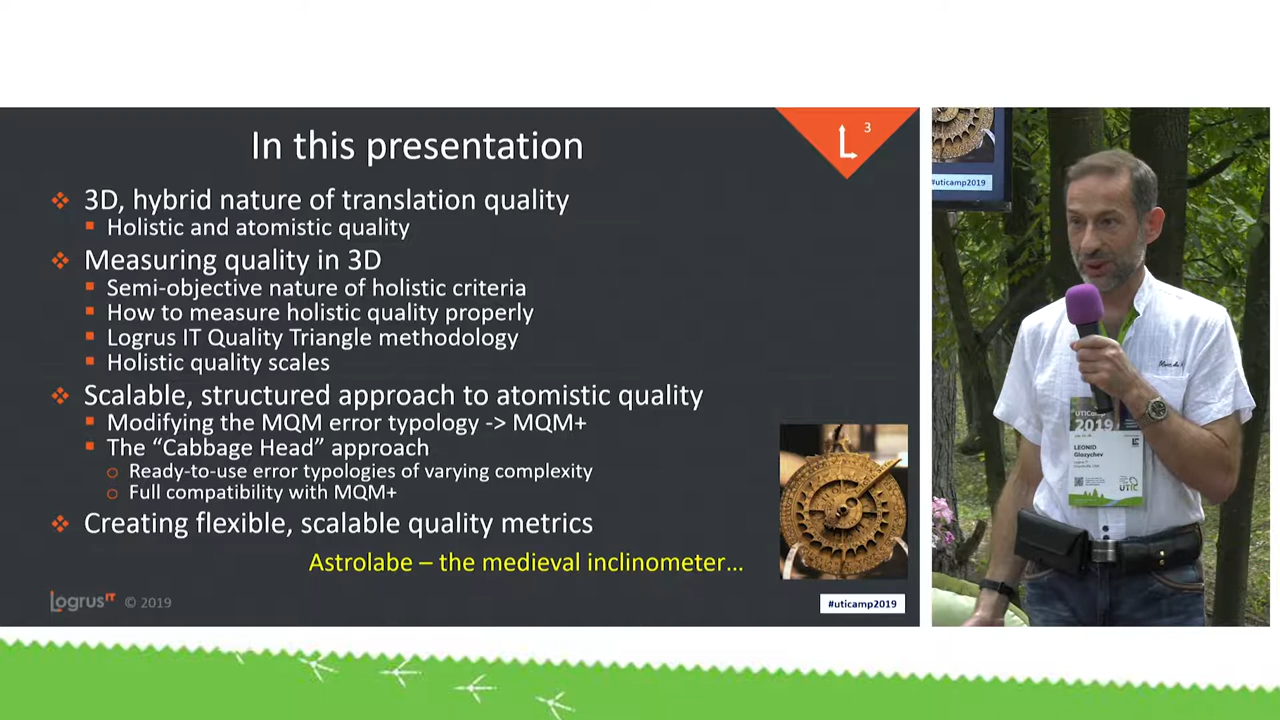 In this presentation
3
3D, hybrid nature of translation quality
Holistic and atomistic quality
Measuring quality in 3D
Semi-objective nature of holistic criteria
How to measure holistic quality properly
Logrus IT Quality Triangle methodology
Holistic quality scales
Scalable, structured approach to atomistic quality
Modifying the MQM error typology -> MQM+
The “Cabbage Head” approach
Ready-to-use error typologies of varying complexity
Full compatibility with MQM+
Creating flexible, scalable quality metrics
Astrolabe – the medieval inclinometer…
Logrus IT © 2019
#uticamp2019
#uticamp2019
UTICamp
2019
LEONID
Glazychev
UTIC